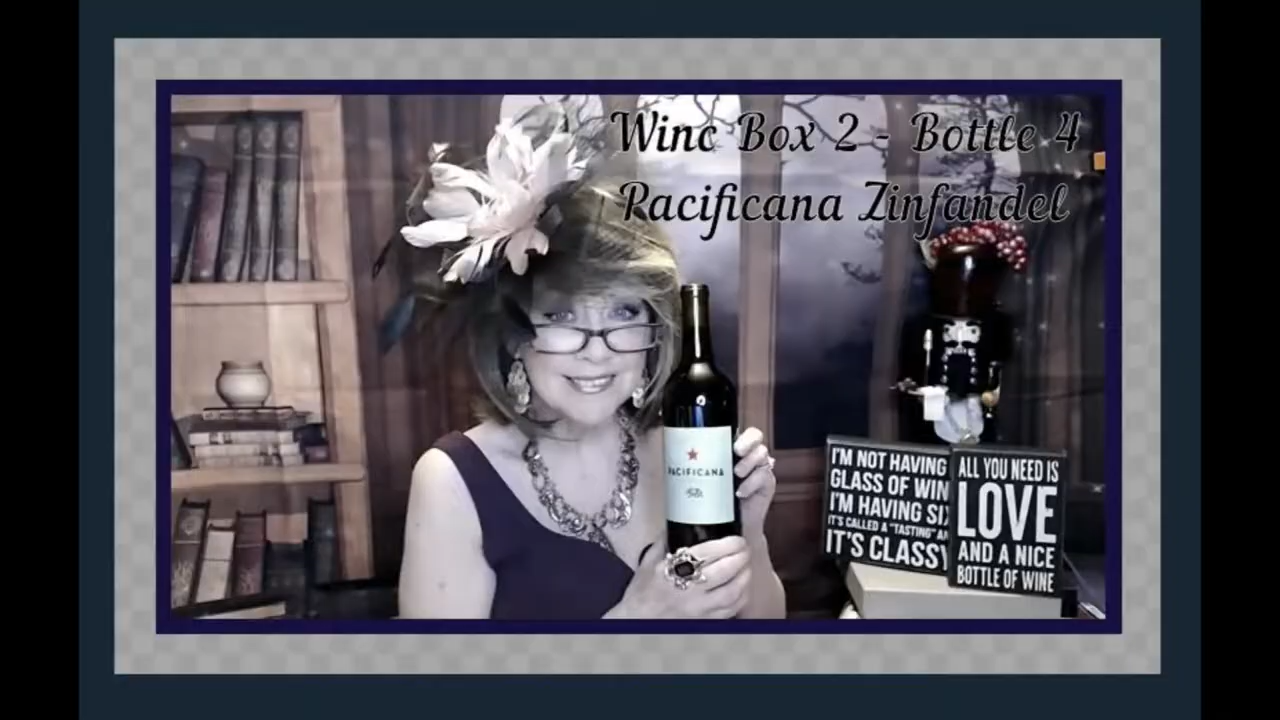 Winc Box 2 - Bottle 4
Pacificana Zinfandel
PACIFICANA
I'M NOT HAVING
GLASS OF WIN
I'M HAVING SI
IT'S CALLED A "TASTING" AN
IT'S CLASSY
ALL YOU NEED IS
LOVE
AND A NICE
BOTTLE OF WINE